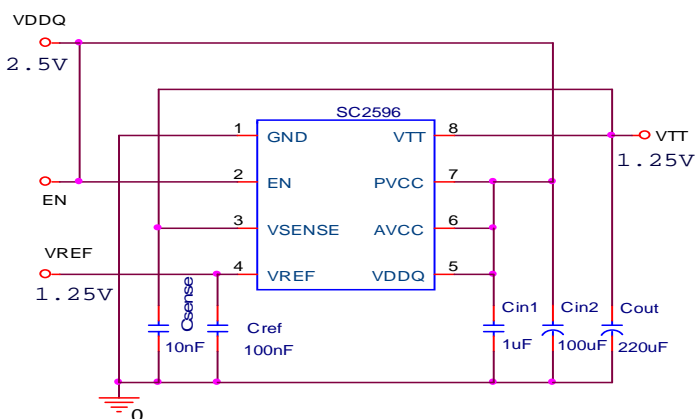 VDDQ
2.5V
SC2596
1 GND VTT 8
VTT
1.25V
2 EN PVCC 7
EN
3 VSENSE AVCC 6
VREF
1.25V
4 VREF VDDQ 5
Csense
10nF
Cref
100nF
Cin1
1uF
Cin2
100uF
Cout
220uF
0